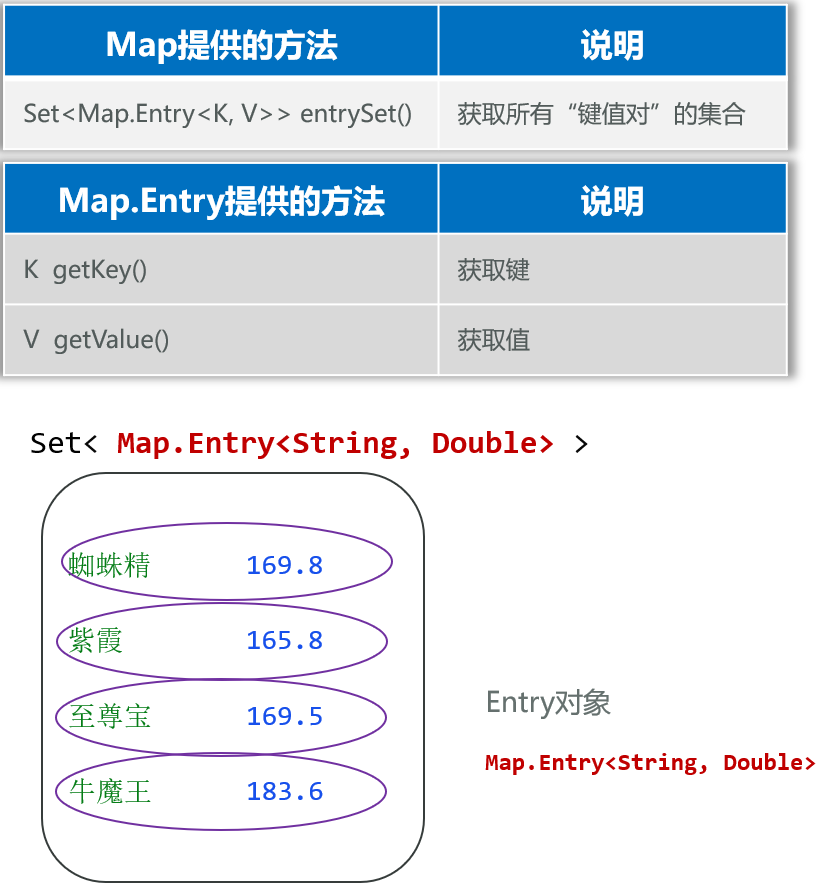 Map提供的方法 说明
Set<Map.Entry<K, V>> entrySet() 获取所有“键值对”的集合
Map.Entry提供的方法 说明
K getKey() 获取键
V getValue() 获取值
Set< Map.Entry<String, Double> >
蜘蛛精 169.8
紫霞 165.8
至尊宝 169.5
牛魔王 183.6
Entry对象
Map.Entry<String, Double>